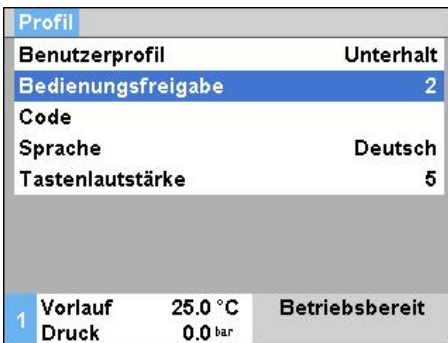 Profil
Benutzerprofil Unterhalt
Bedienungsfreigabe 2
Code
Sprache Deutsch
Tastenlautstärke 5
1 Vorlauf 25.0 °C Betriebsbereit
Druck 0.0 bar